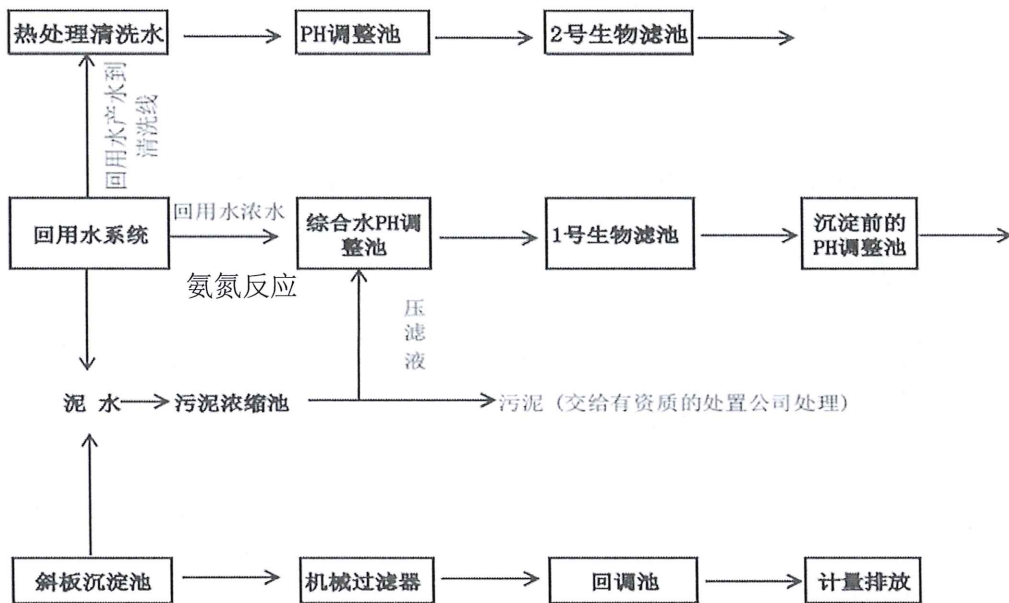 热处理清洗水
PH调整池
2号生物滤池
回用水产水到
清洗线
回用水系统
回用水浓水
综合水PH调
整池
1号生物滤池
沉淀前的
PH调整池
氨氮反应
压
滤
液
泥 水
污泥浓缩池
污泥 (交给有资质的处置公司处理)
斜板沉淀池
机械过滤器
回调池
计量排放